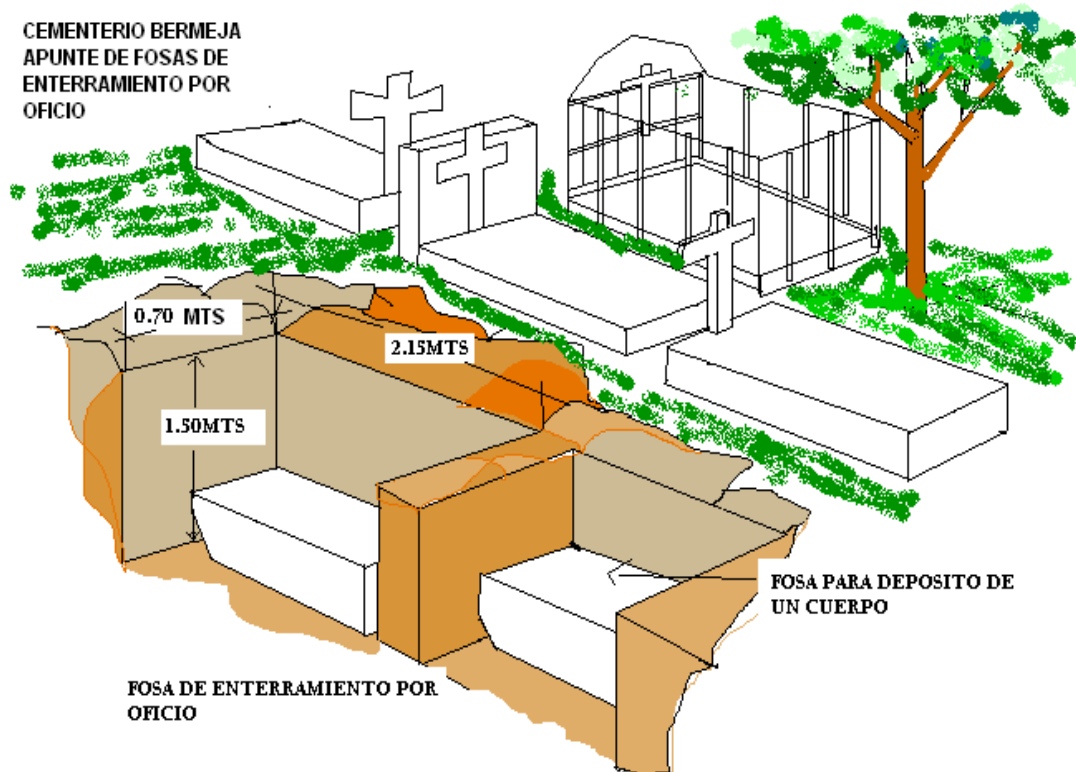 CEMENTERIO BERMEJA
APUNTE DE FOSAS DE
ENTERRAMIENTO POR
OFICIO
0.70 MTS
2.15MTS
1.50MTS
FOSA PARA DEPOSITO DE
UN CUERPO
FOSA DE ENTERRAMIENTO POR
OFICIO